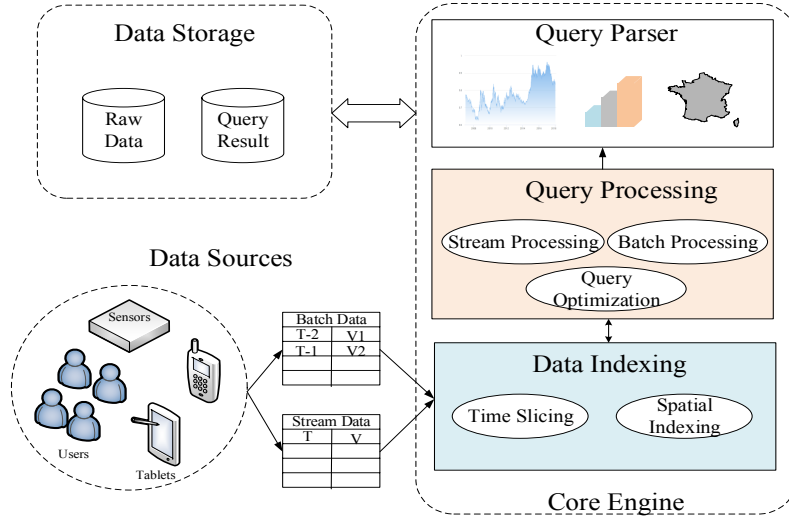 Data Storage
Raw
Data
Query
Result
Query Parser
Query Processing
Stream Processing
Batch Processing
Query
Optimization
Data Sources
Sensors
Users
Tablets
Batch Data
T-2 V1
T-1 V2
Stream Data
T V
Data Indexing
Time Slicing
Spatial
Indexing
Core Engine